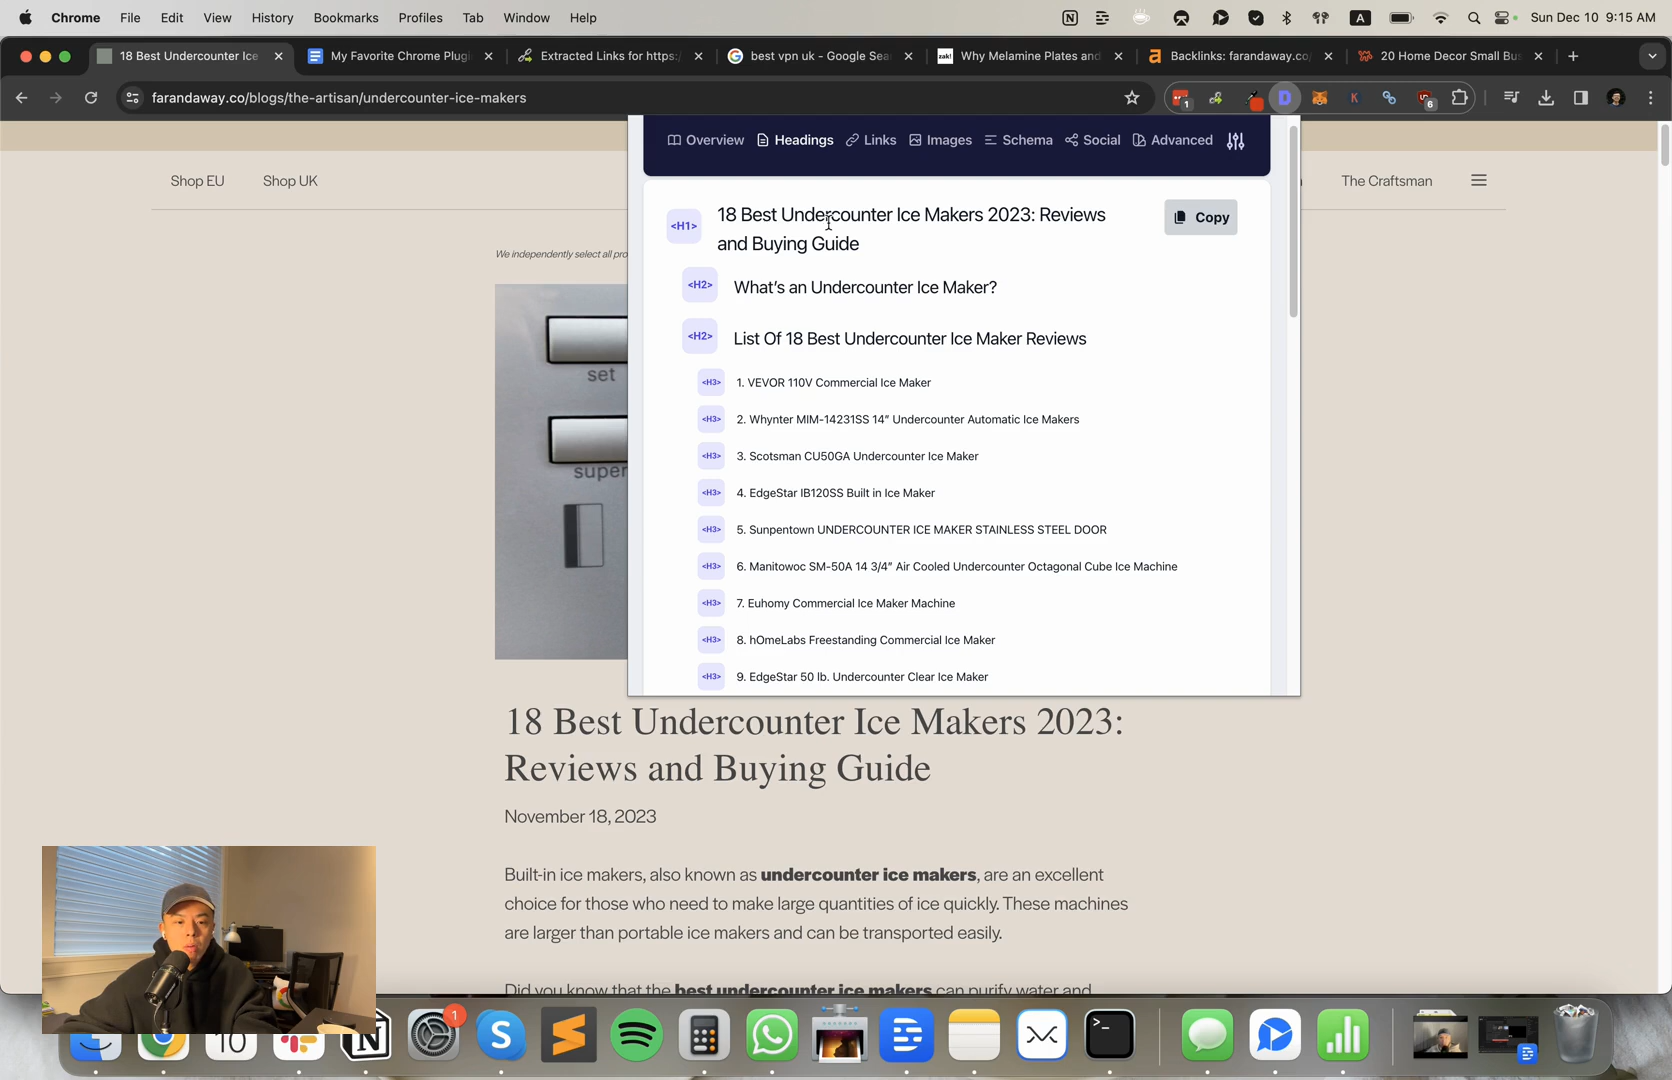 Chrome File Edit View History Bookmarks Profiles Tab Window Help A Sun Dec 10 9:15 AM
18 Best Undercounter Ice
My Favorite Chrome Plugi
Extracted Links for https:/
best vpn uk - Google Sea
zak! Why Melamine Plates and
Backlinks: farandaway.co/
20 Home Decor Small Bus
farandaway.co/blogs/the-artisan/undercounter-ice-makers
1
D
K
6
Overview Headings Links Images Schema Social Advanced
Shop EU Shop UK
The Craftsman
We independently select all pro
<H1> 18 Best Undercounter Ice Makers 2023: Reviews
and Buying Guide
Copy
<H2> What's an Undercounter Ice Maker?
<H2> List Of 18 Best Undercounter Ice Maker Reviews
<H3> 1. VEVOR 110V Commercial Ice Maker
<H3> 2. Whynter MIM-14231SS 14″ Undercounter Automatic Ice Makers
<H3> 3. Scotsman CU50GA Undercounter Ice Maker
<H3> 4. EdgeStar IB120SS Built in Ice Maker
<H3> 5. Sunpentown UNDERCOUNTER ICE MAKER STAINLESS STEEL DOOR
<H3> 6. Manitowoc SM-50A 14 3/4″ Air Cooled Undercounter Octagonal Cube Ice Machine
<H3> 7. Euhomy Commercial Ice Maker Machine
<H3> 8. hOmeLabs Freestanding Commercial Ice Maker
<H3> 9. EdgeStar 50 lb. Undercounter Clear Ice Maker
set
super
18 Best Undercounter Ice Makers 2023:
Reviews and Buying Guide
November 18, 2023
Built-in ice makers, also known as undercounter ice makers, are an excellent
choice for those who need to make large quantities of ice quickly. These machines
are larger than portable ice makers and can be transported easily.
Did you know that the best undercounter ice makers can purify water and
10
1